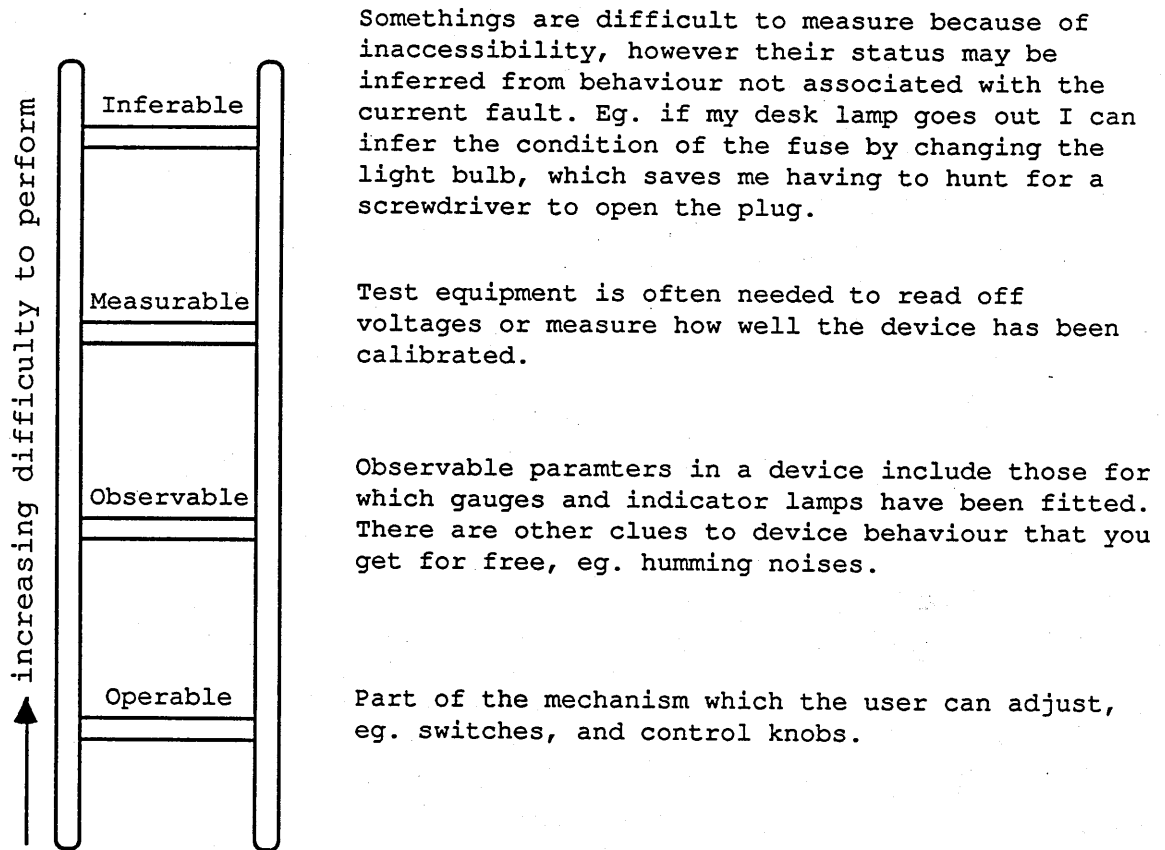 Somethings are difficult to measure because of
inaccessibility, however their status may be
inferred from behaviour not associated with the
current fault. Eg. if my desk lamp goes out I can
infer the condition of the fuse by changing the
light bulb, which saves me having to hunt for a
screwdriver to open the plug.
Inferable
Measurable
Test equipment is often needed to read off
voltages or measure how well the device has been
calibrated.
Observable
Observable paramters in a device include those for
which gauges and indicator lamps have been fitted.
There are other clues to device behaviour that you
get for free, eg. humming noises.
Operable
Part of the mechanism which the user can adjust,
eg. switches, and control knobs.
increasing difficulty to perform